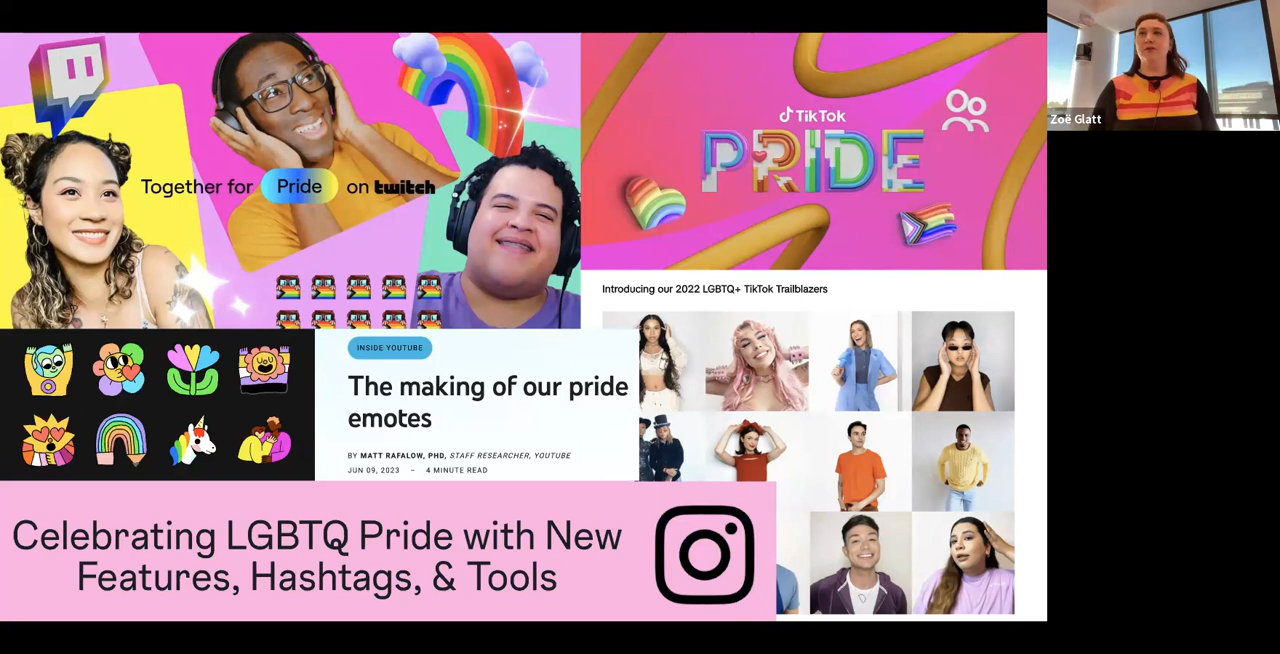 Together for Pride on twitch
TikTok
PRIDE
Introducing our 2022 LGBTQ+ TikTok Trailblazers
INSIDE YOUTUBE
The making of our pride
emotes
BY MATT RAFALOW, PHD, STAFF RESEARCHER, YOUTUBE
JUN 09, 2023 – 4 MINUTE READ
Celebrating LGBTQ Pride with New
Features, Hashtags, & Tools
Zoë Glatt